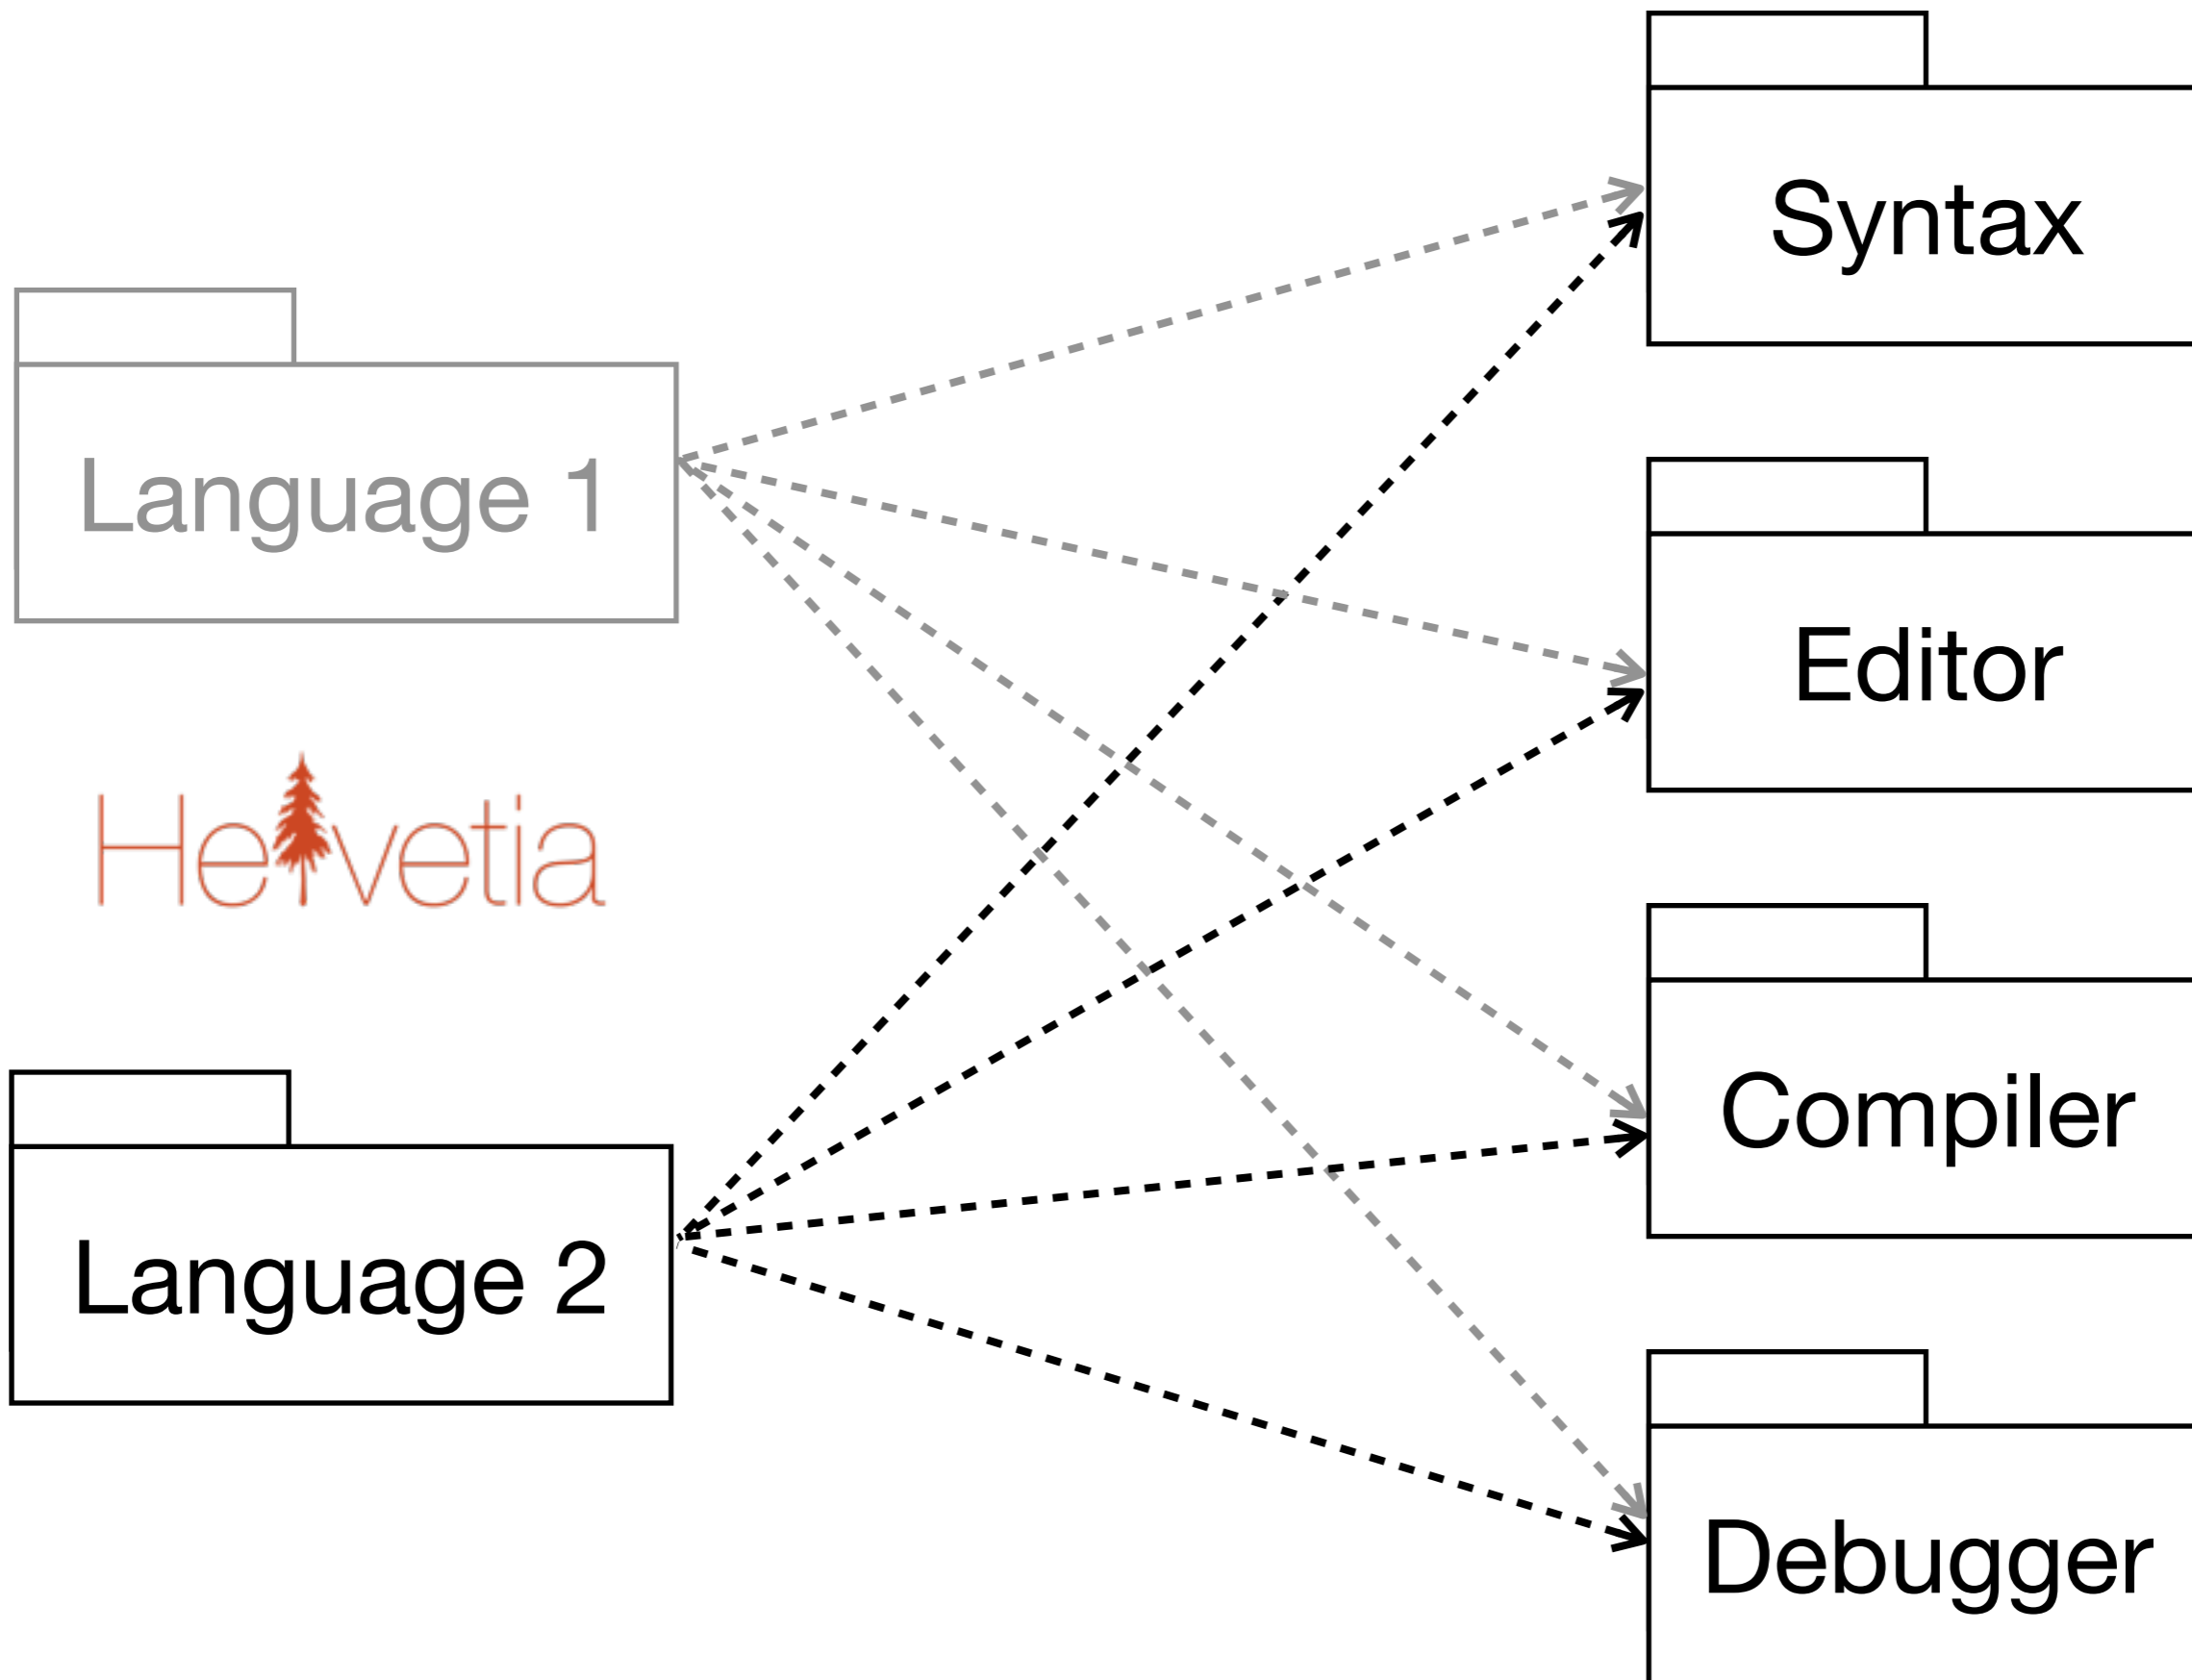 Language 1
Helvetia
Language 2
Syntax
Editor
Compiler
Debugger